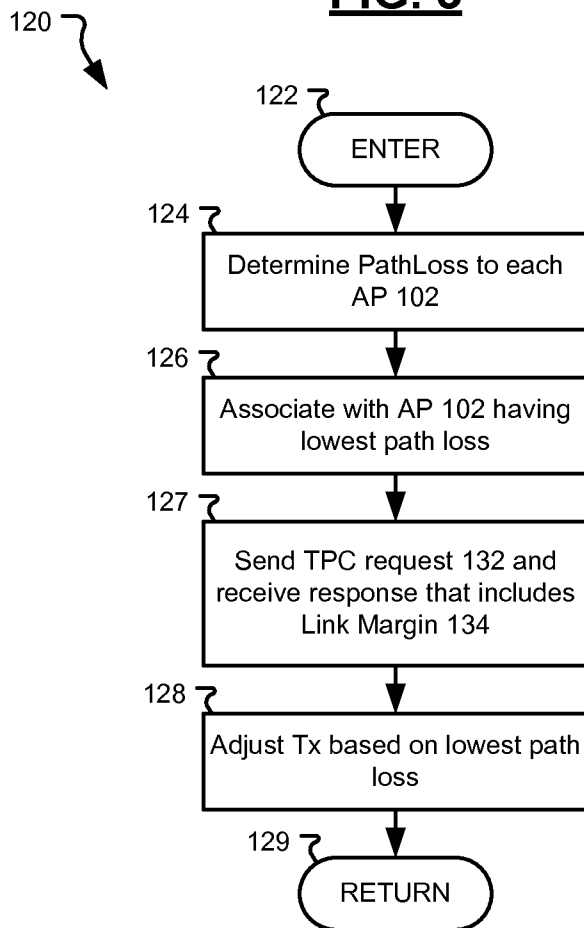 120
122
ENTER
124
Determine PathLoss to each
AP 102
126
Associate with AP 102 having
lowest path loss
127
Send TPC request 132 and
receive response that includes
Link Margin 134
128
Adjust Tx based on lowest path
loss
129
RETURN